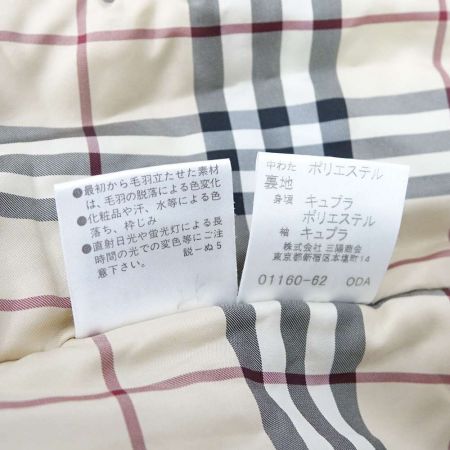 ●最初から毛羽立たせた素材
は、毛羽の脱落による色変化
●化粧品や汗、水等による色
落ち、枠じみ
●直射日光や蛍光灯による長
時間の光での変色等にご注
意下さい。
説－ぬ5
中わた ポリエステル
裏地
身頃 キュプラ
ポリエステル
袖 キュプラ
株式会社 三陽商会
東京都新宿区本塩町14
01160-62 ODA